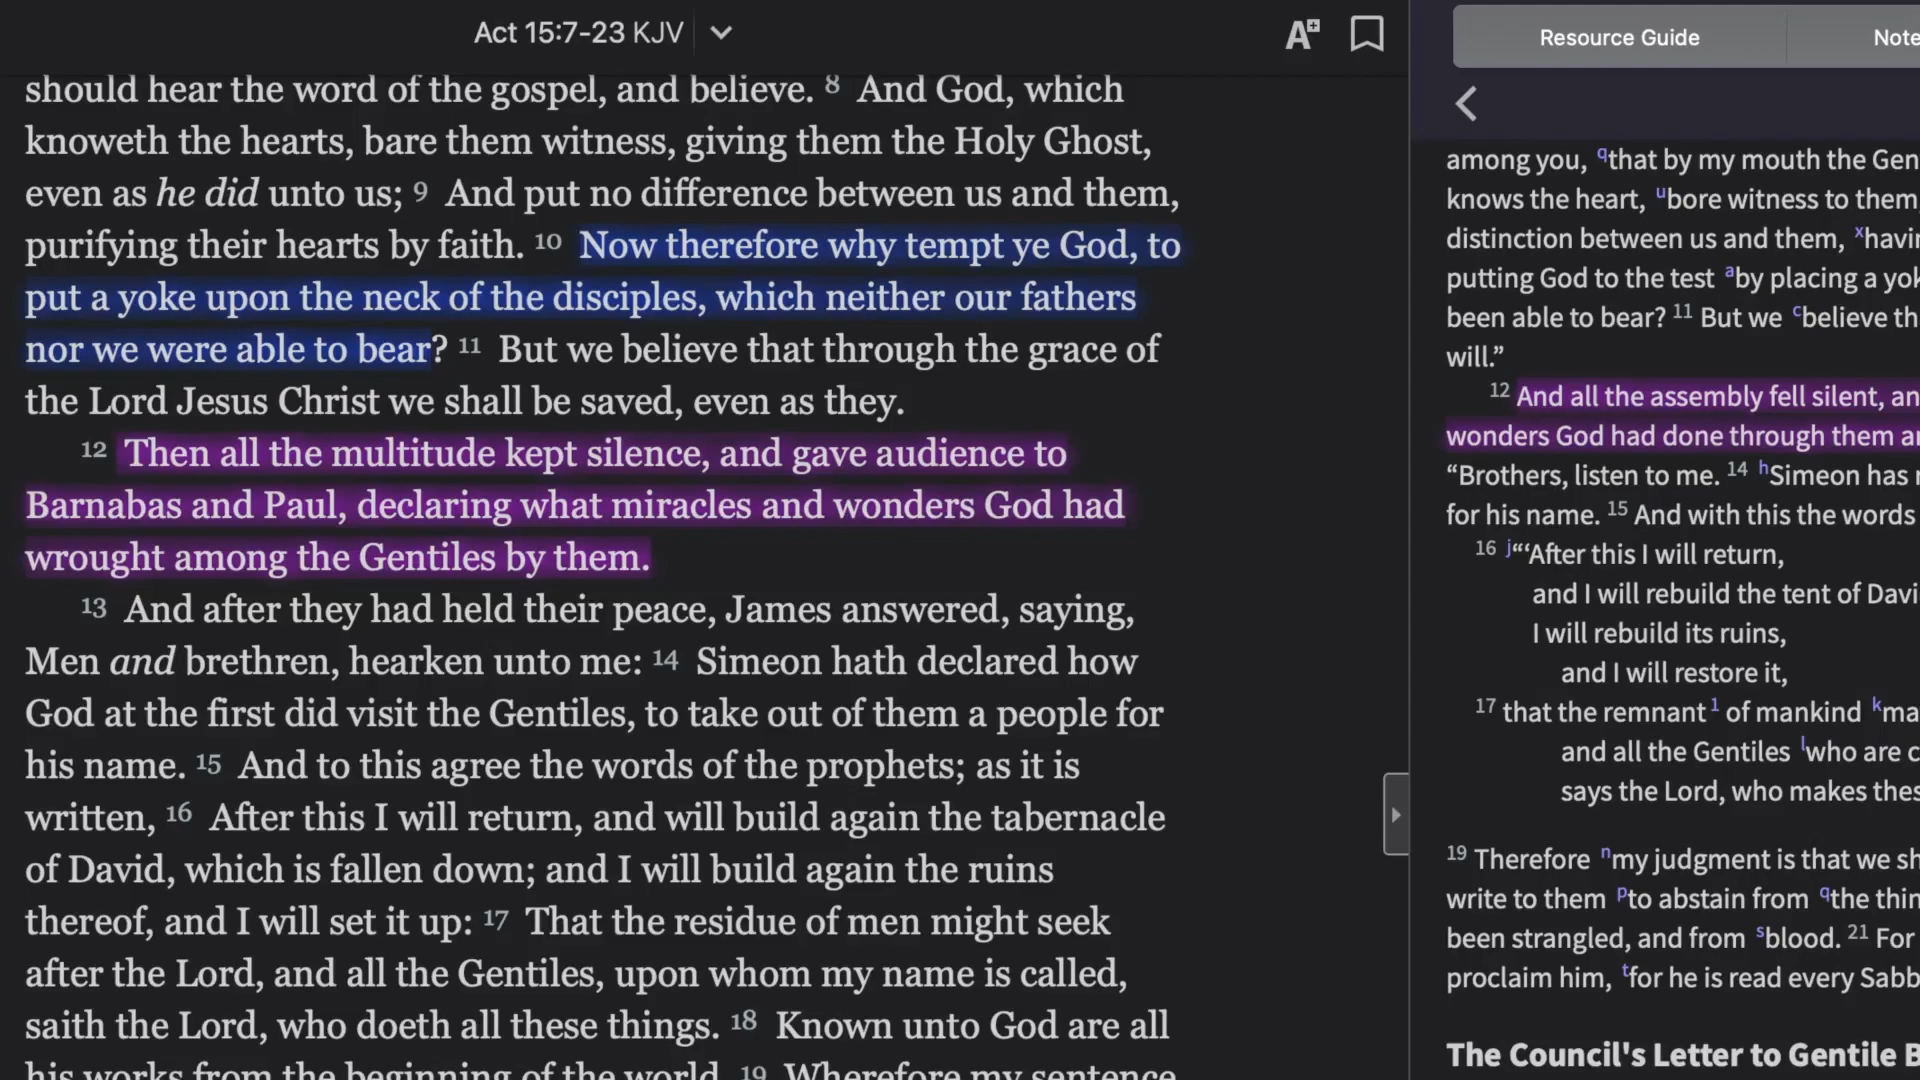 Act 15:7-23 KJV
should hear the word of the gospel, and believe. 8 And God, which
knoweth the hearts, bare them witness, giving them the Holy Ghost,
even as he did unto us; 9 And put no difference between us and them,
purifying their hearts by faith. 10 Now therefore why tempt ye God, to
put a yoke upon the neck of the disciples, which neither our fathers
nor we were able to bear? 11 But we believe that through the grace of
the Lord Jesus Christ we shall be saved, even as they.
12 Then all the multitude kept silence, and gave audience to
Barnabas and Paul, declaring what miracles and wonders God had
wrought among the Gentiles by them.
13 And after they had held their peace, James answered, saying,
Men and brethren, hearken unto me: 14 Simeon hath declared how
God at the first did visit the Gentiles, to take out of them a people for
his name. 15 And to this agree the words of the prophets; as it is
written, 16 After this I will return, and will build again the tabernacle
of David, which is fallen down; and I will build again the ruins
thereof, and I will set it up: 17 That the residue of men might seek
after the Lord, and all the Gentiles, upon whom my name is called,
saith the Lord, who doeth all these things. 18 Known unto God are all
his works from the beginning of the world. 19 Wherefore my sentence
Resource Guide
Note
among you, q that by my mouth the Gen
knows the heart, u bore witness to them
distinction between us and them, x havin
putting God to the test a by placing a yok
been able to bear? 11 But we c believe th
will.”
12 And all the assembly fell silent, an
wonders God had done through them a
“Brothers, listen to me. 14 h Simeon has r
for his name. 15 And with this the words
16 j “‘After this I will return,
and I will rebuild the tent of Davi
I will rebuild its ruins,
and I will restore it,
17 that the remnant 1 of mankind k ma
and all the Gentiles l who are c
says the Lord, who makes thes
19 Therefore n my judgment is that we sh
write to them p to abstain from q the thin
been strangled, and from s blood. 21 For
proclaim him, t for he is read every Sabb
The Council's Letter to Gentile B